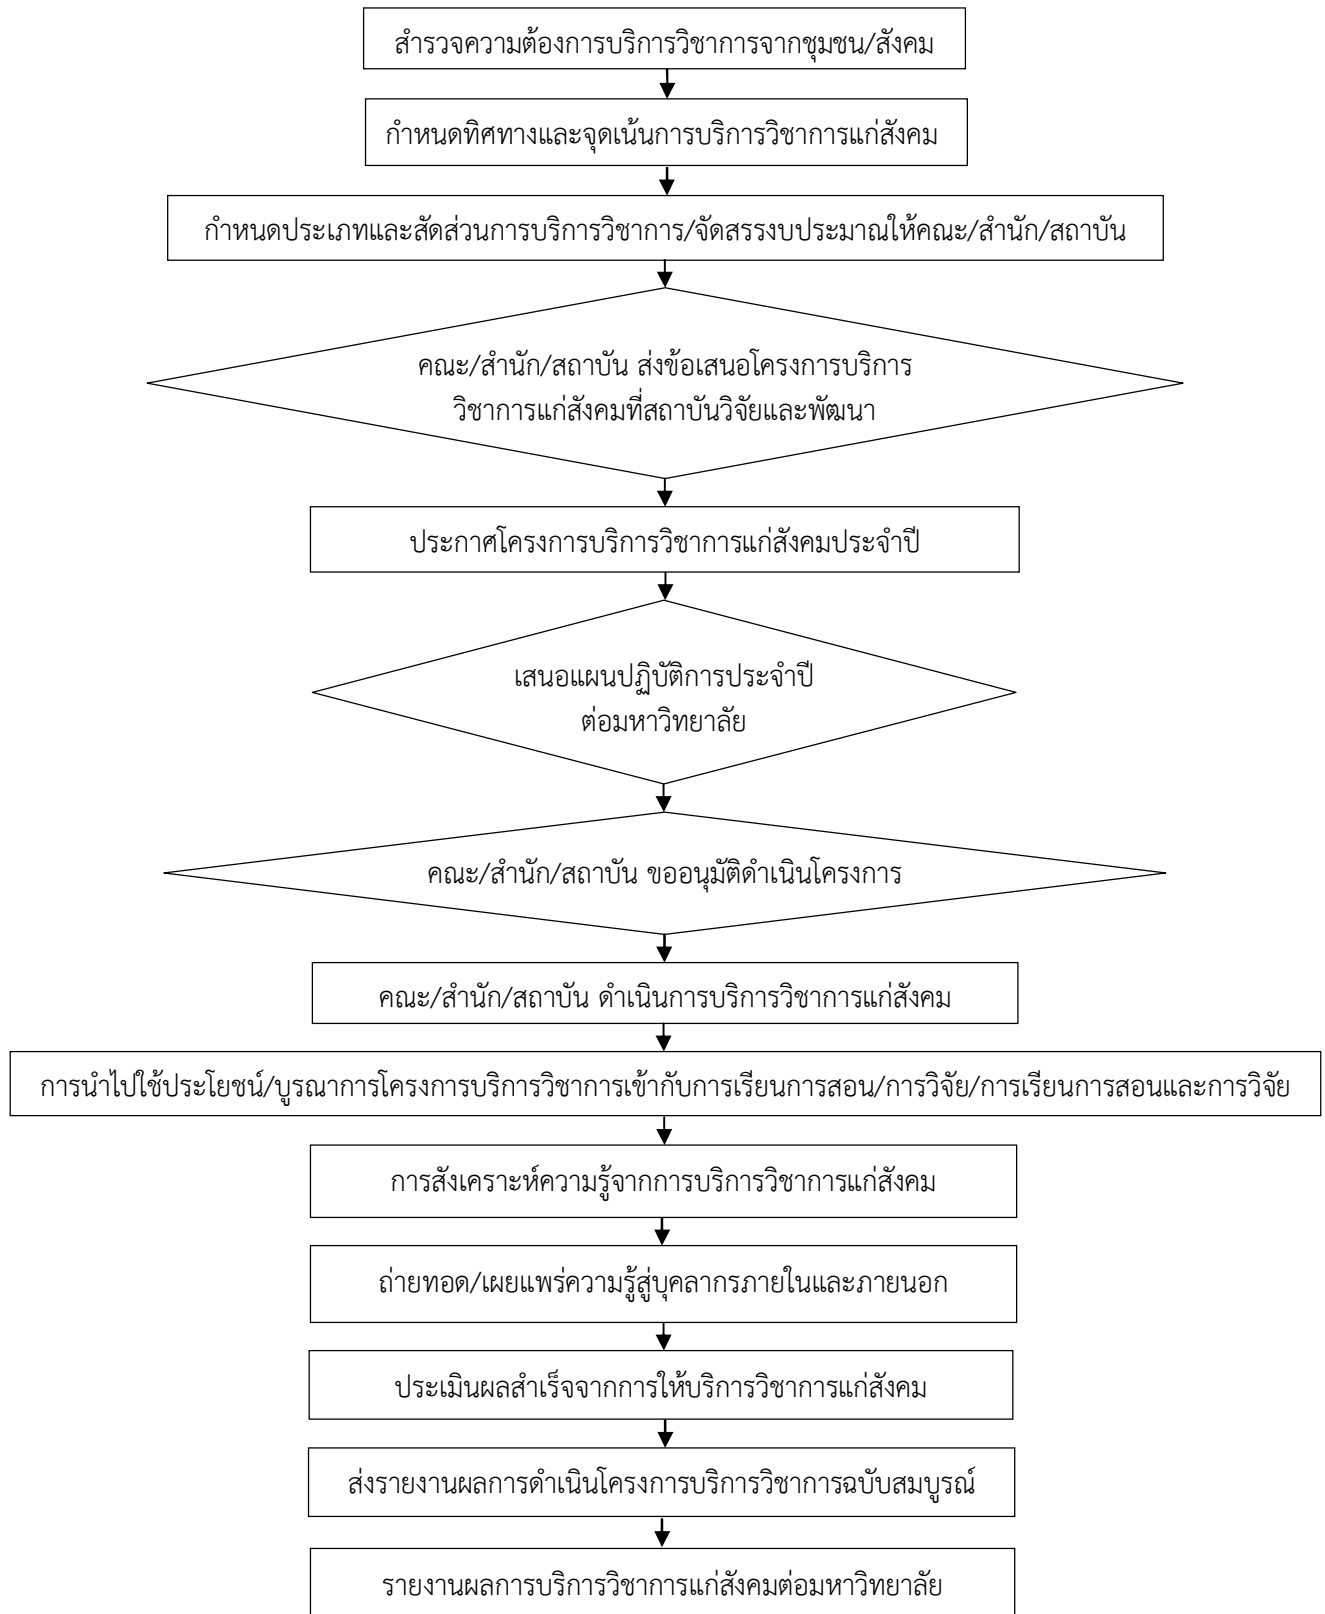 สำรวจความต้องการบริการวิชาการจากชุมชน/สังคม
กำหนดทิศทางและจุดเน้นการบริการวิชาการแก่สังคม
กำหนดประเภทและสัดส่วนการบริการวิชาการ/จัดสรรงบประมาณให้คณะ/สำนัก/สถาบัน
คณะ/สำนัก/สถาบัน ส่งข้อเสนอโครงการบริการ
วิชาการแก่สังคมที่สถาบันวิจัยและพัฒนา
ประกาศโครงการบริการวิชาการแก่สังคมประจำปี
เสนอแผนปฏิบัติการประจำปี
ต่อมหาวิทยาลัย
คณะ/สำนัก/สถาบัน ขออนุมัติดำเนินโครงการ
คณะ/สำนัก/สถาบัน ดำเนินการบริการวิชาการแก่สังคม
การนำไปใช้ประโยชน์/บูรณาการโครงการบริการวิชาการเข้ากับการเรียนการสอน/การวิจัย/การเรียนการสอนและการวิจัย
การสังเคราะห์ความรู้จากการบริการวิชาการแก่สังคม
ถ่ายทอด/เผยแพร่ความรู้สู่บุคลากรภายในและภายนอก
ประเมินผลสำเร็จจากการให้บริการวิชาการแก่สังคม
ส่งรายงานผลการดำเนินโครงการบริการวิชาการฉบับสมบูรณ์
รายงานผลการบริการวิชาการแก่สังคมต่อมหาวิทยาลัย